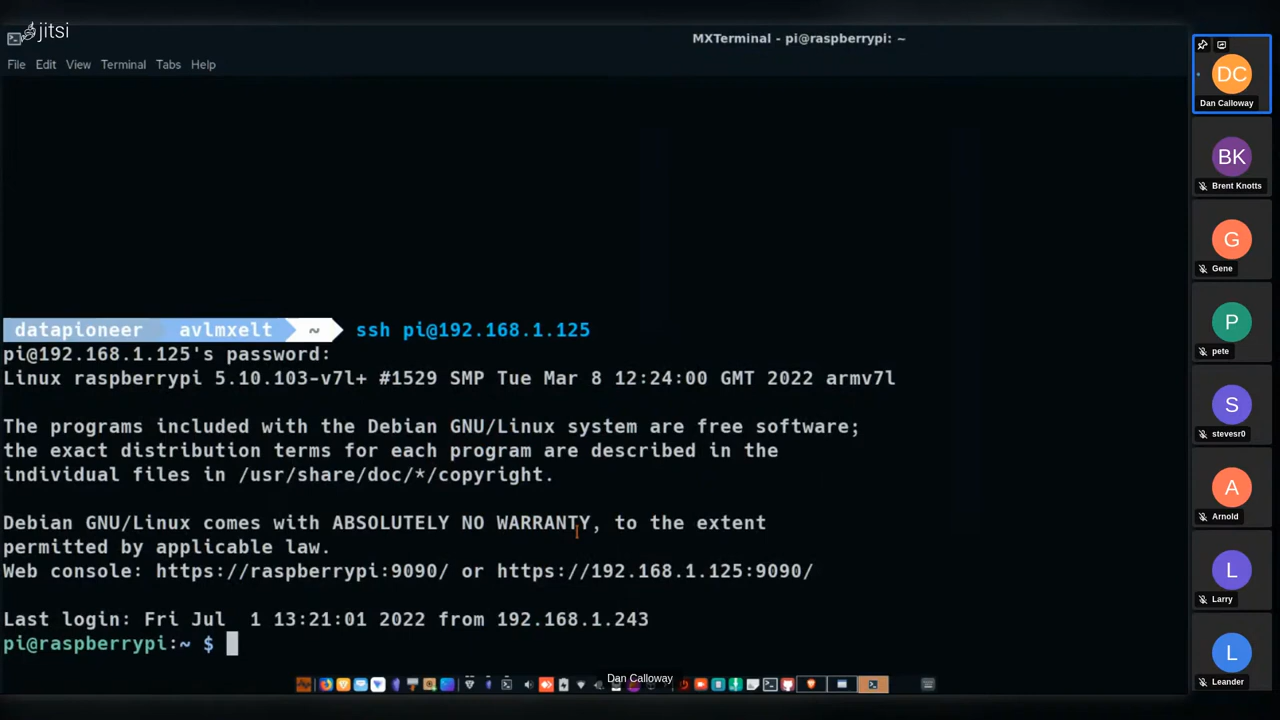 jitsi
MXTerminal - pi@raspberrypi: ~
File Edit View Terminal Tabs Help
datapioneer avlmxelt ~ ssh pi@192.168.1.125
pi@192.168.1.125's password:
Linux raspberrypi 5.10.103-v7l+ #1529 SMP Tue Mar 8 12:24:00 GMT 2022 armv7l
The programs included with the Debian GNU/Linux system are free software;
the exact distribution terms for each program are described in the
individual files in /usr/share/doc/*/copyright.
Debian GNU/Linux comes with ABSOLUTELY NO WARRANTY, to the extent
permitted by applicable law.
Web console: https://raspberrypi:9090/ or https://192.168.1.125:9090/
Last login: Fri Jul  1 13:21:01 2022 from 192.168.1.243
pi@raspberrypi:~ $
Dan Calloway
DC
Dan Calloway
BK
Brent Knotts
G
Gene
P
pete
S
stevesr0
A
Arnold
L
Larry
L
Leander